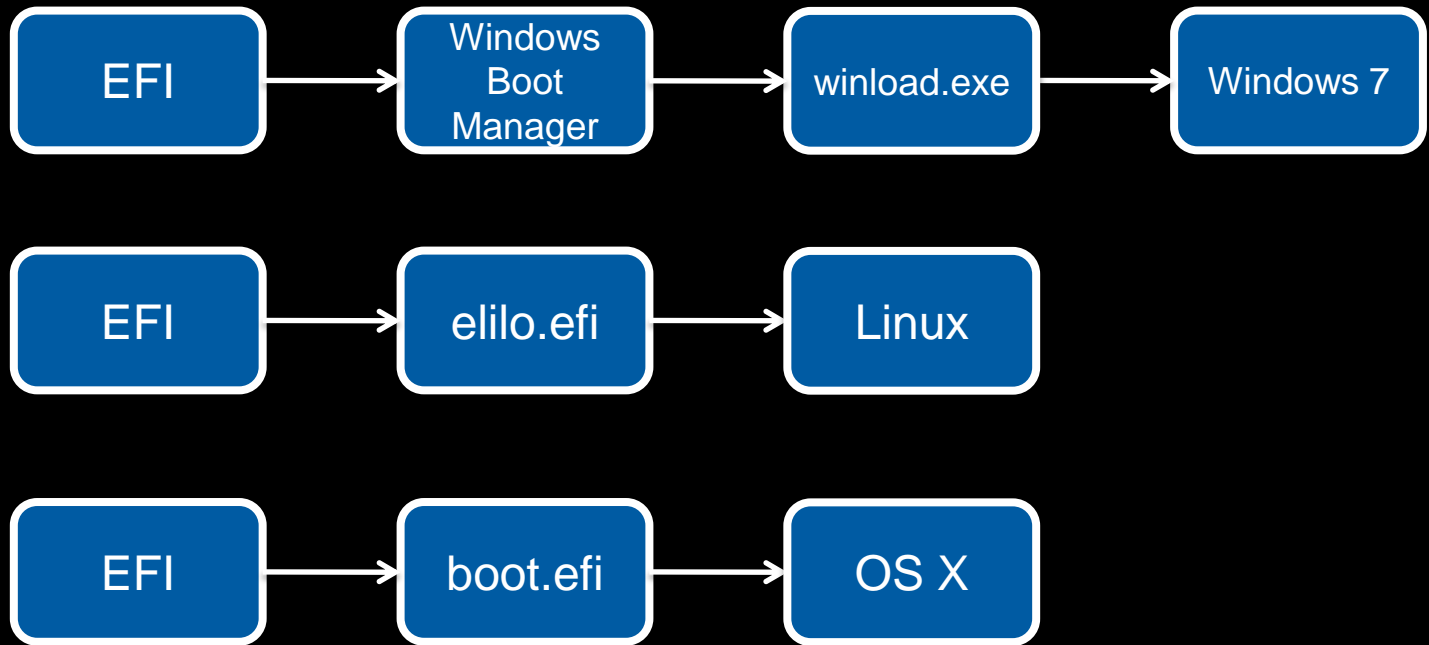 EFI
Windows
Boot
Manager
winload.exe
Windows 7
EFI
elilo.efi
Linux
EFI
boot.efi
OS X